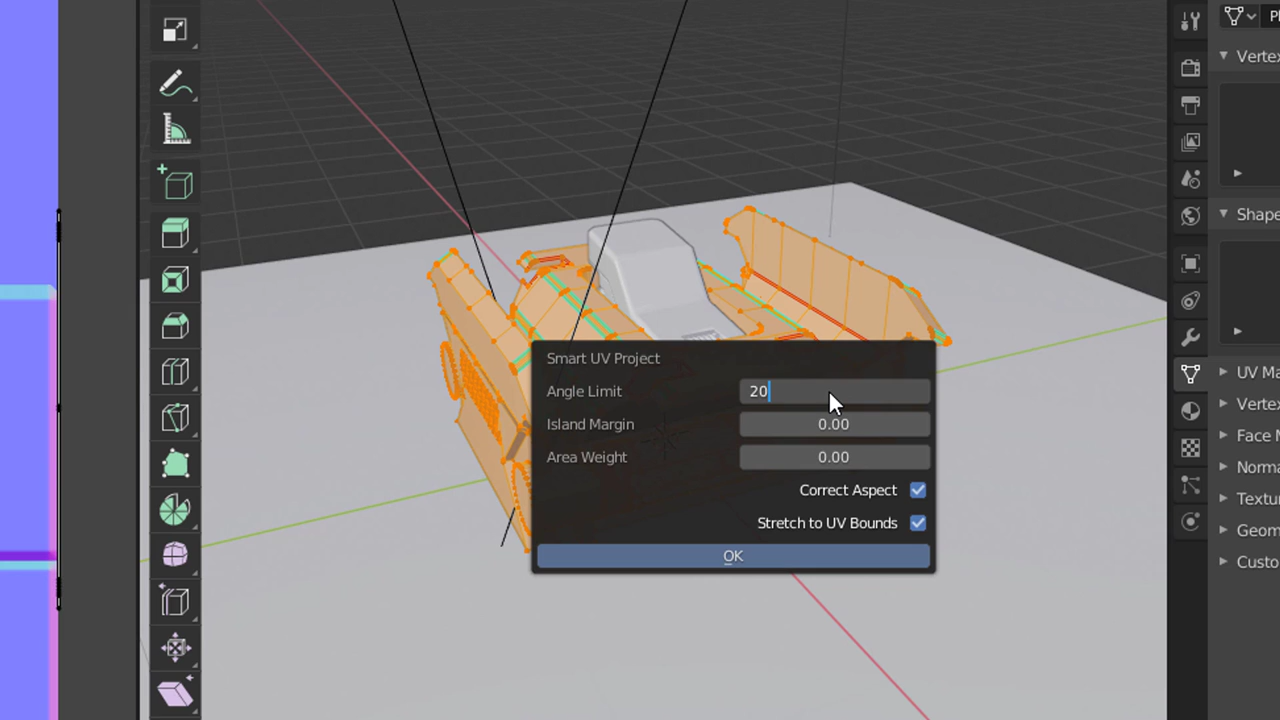 Smart UV Project
Angle Limit 20
Island Margin 0.00
Area Weight 0.00
Correct Aspect
Stretch to UV Bounds
OK
Vertex
Shape
UV Ma
Vertex
Face M
Norma
Textu
Geom
Custo